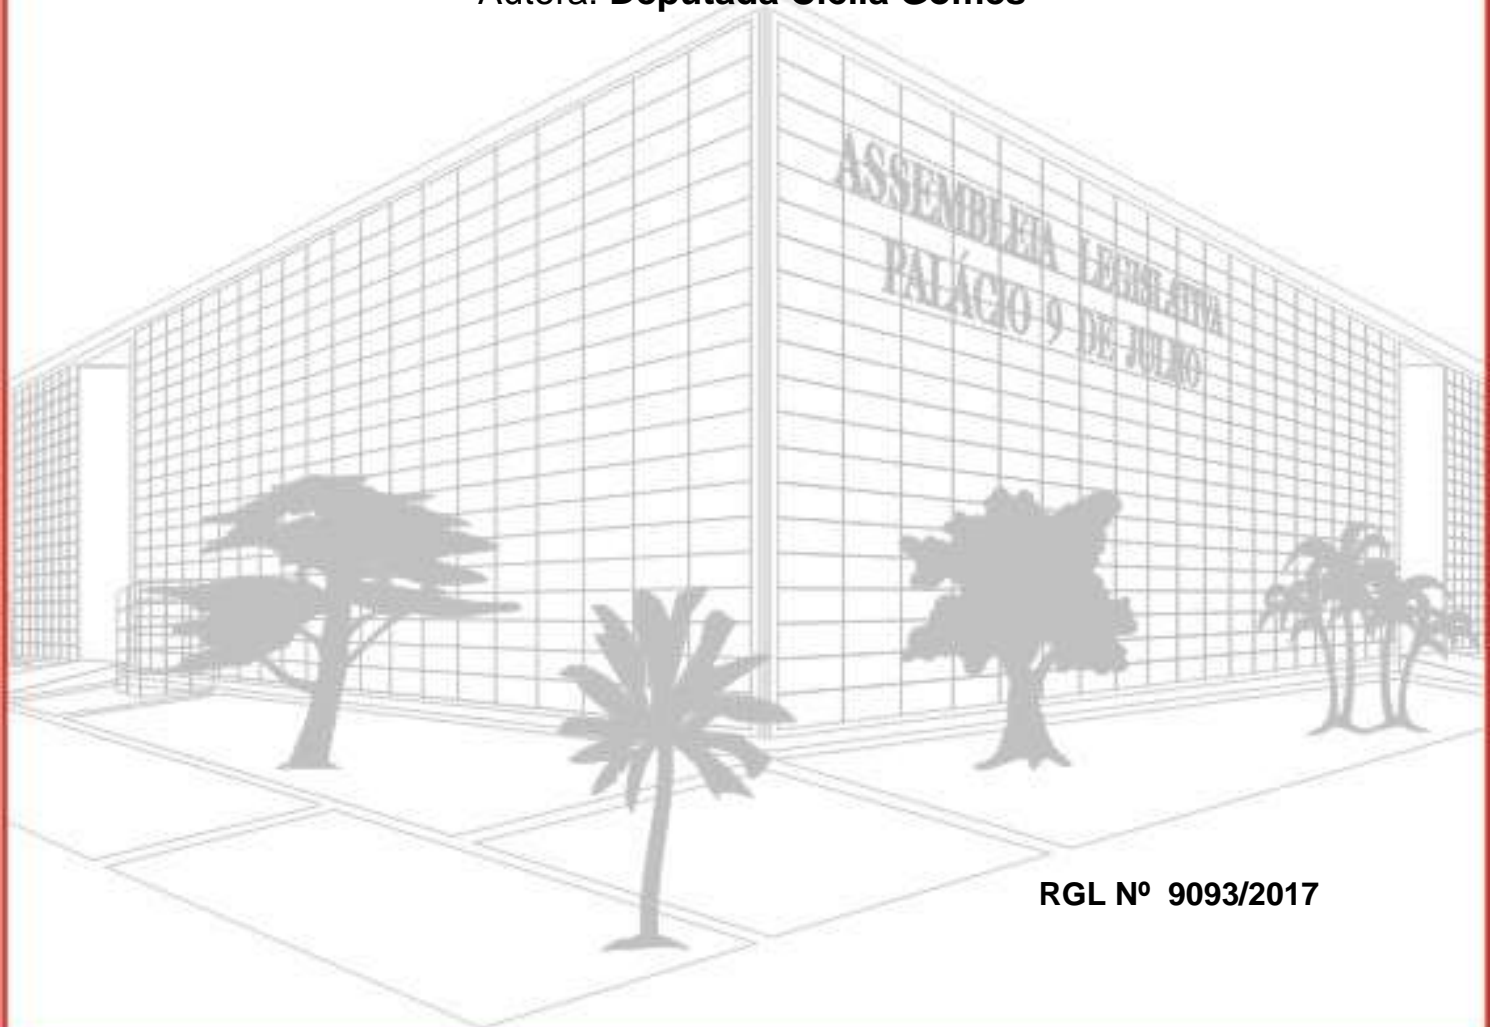 Autora: Deputada Clélia Gomes
ASSEMBLEIA LEGISLATIVA
PALÁCIO 9 DE JULHO
RGL Nº 9093/2017